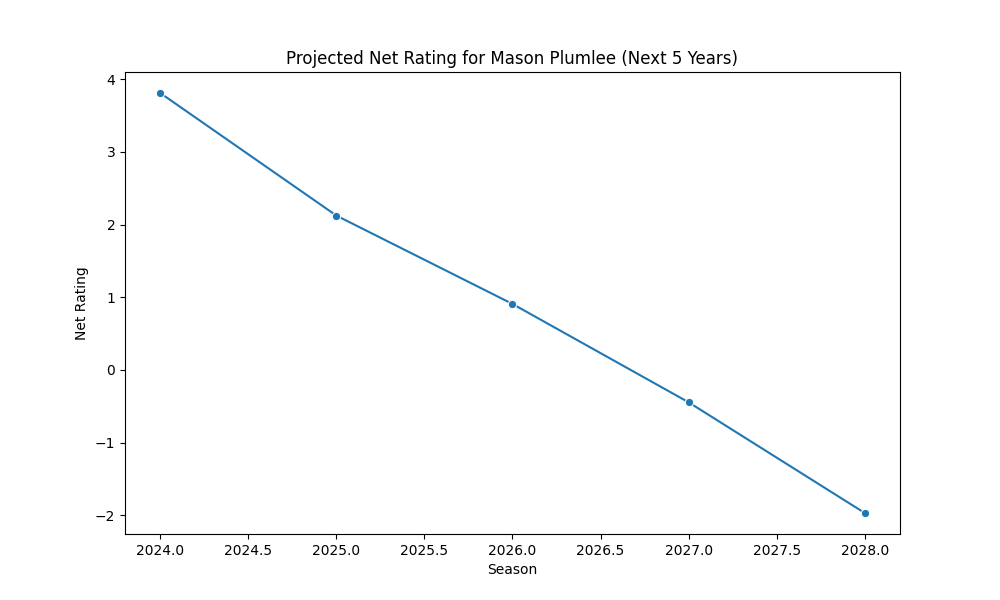 Projected Net Rating for Mason Plumlee (Next 5 Years)
4
3
2
1
0
−1
−2
Net Rating
2024.0 2024.5 2025.0 2025.5 2026.0 2026.5 2027.0 2027.5 2028.0
Season